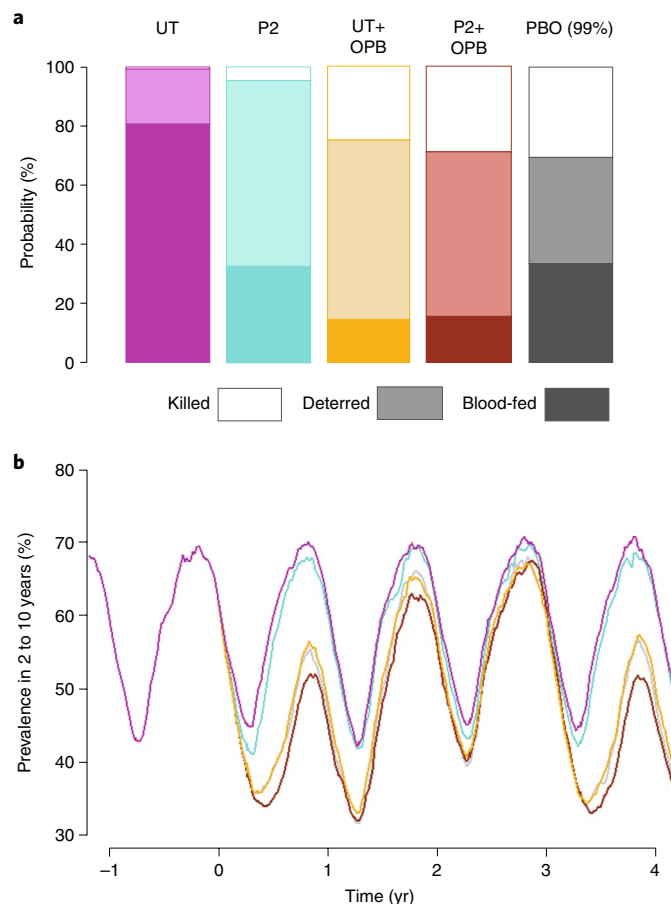 a
UT P2 UT+ OPB P2+ OPB PBO (99%)
100
80
60
40
20
0
Probability (%)
Killed Deterred Blood-fed
b
80
70
60
50
40
30
Prevalence in 2 to 10 years (%)
–1 0 1 2 3 4
Time (yr)